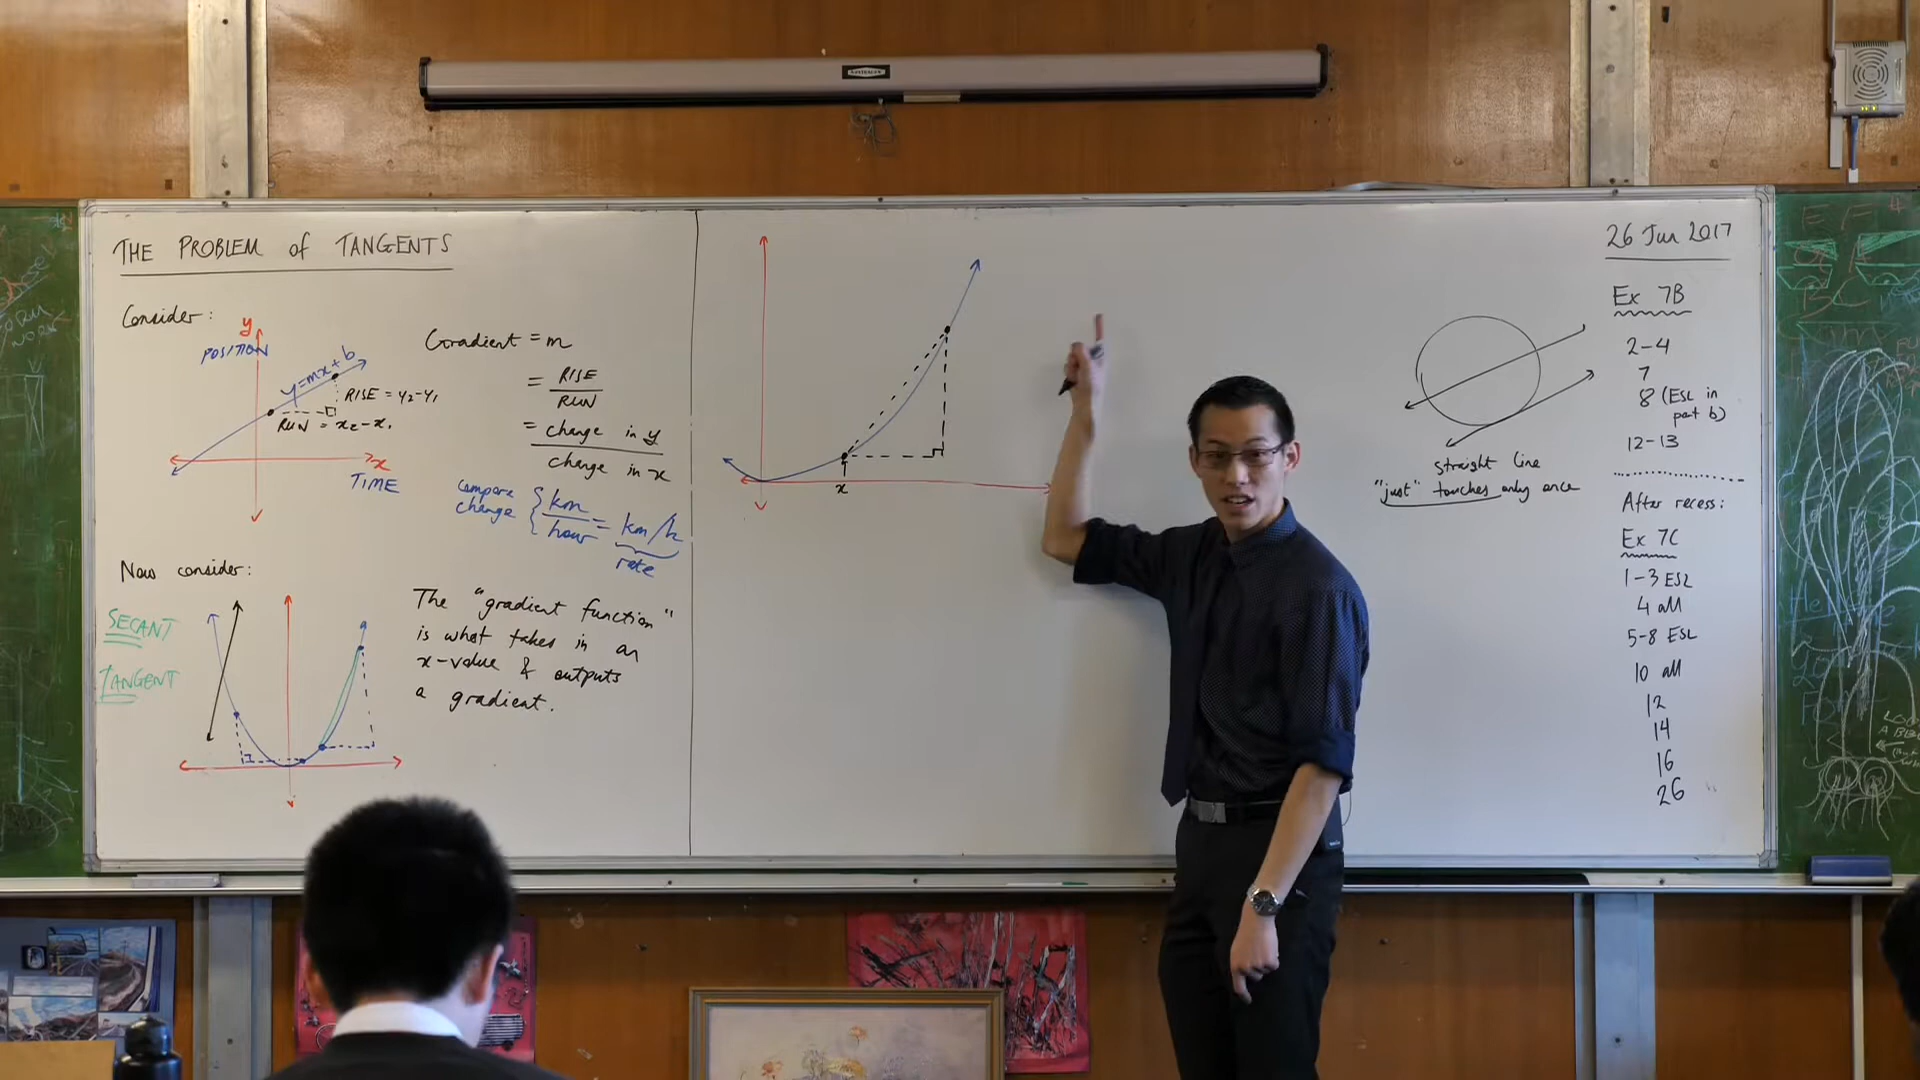 THE PROBLEM of TANGENTS
Consider:
y
POSITION
y=mx+b
RISE = y₂-y₁
RUN = x₂-x₁
x
TIME
Gradient = m
= RISE
RUN
= change in y
change in x
compare
change
km
hour
= km/h
rate
Now consider:
SECANT
TANGENT
The "gradient function"
is what takes in an
x-value & outputs
a gradient.
x
straight line
"just" touches only once
26 Jun 2017
Ex 7B
2-4
7
8 (ESL in
part b)
12-13
After recess:
Ex 7C
1-3 ESL
4 all
5-8 ESL
10 all
12
14
16
26